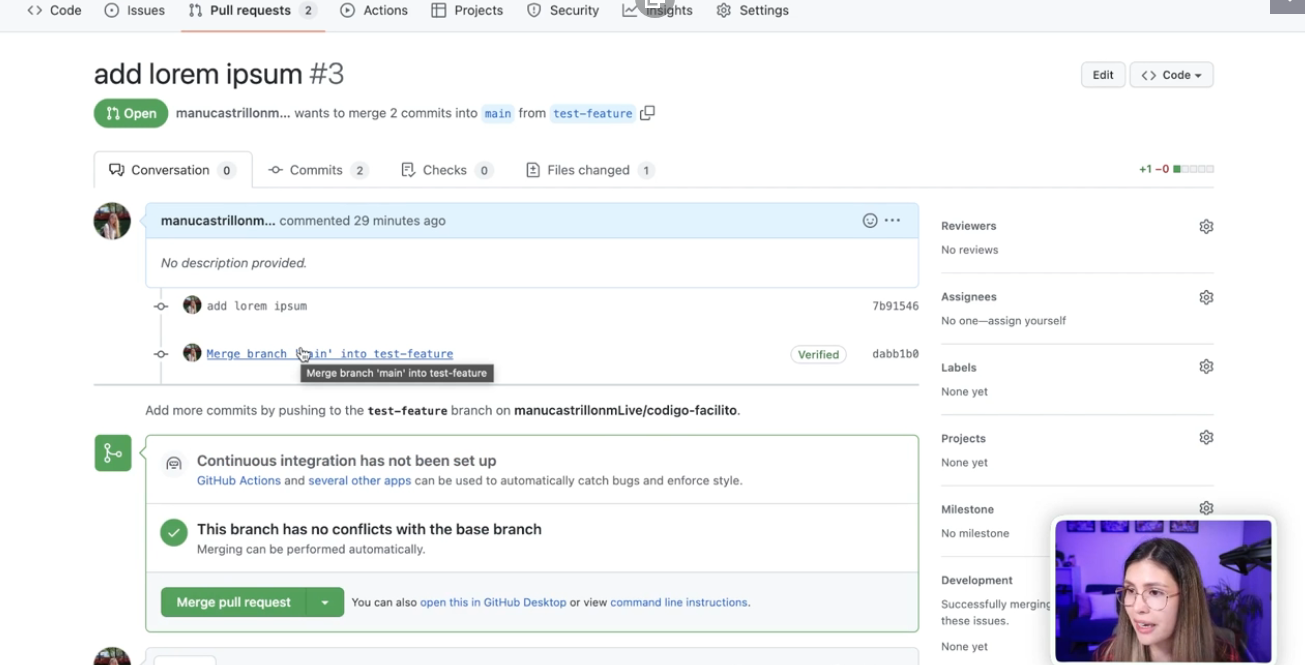 Code Issues Pull requests 2 Actions Projects Security Insights Settings
add lorem ipsum #3
Edit
Code
Open
manucastrillonm... wants to merge 2 commits into main from test-feature
Conversation 0
Commits 2
Checks 0
Files changed 1
+1 −0
manucastrillonm... commented 29 minutes ago
No description provided.
add lorem ipsum
7b91546
Merge branch 'main' into test-feature
Verified
dabb1b0
Merge branch 'main' into test-feature
Add more commits by pushing to the test-feature branch on manucastrillonmLive/codigo-facilito.
Continuous integration has not been set up
GitHub Actions and several other apps can be used to automatically catch bugs and enforce style.
This branch has no conflicts with the base branch
Merging can be performed automatically.
Merge pull request
You can also open this in GitHub Desktop or view command line instructions.
Reviewers
No reviews
Assignees
No one—assign yourself
Labels
None yet
Projects
None yet
Milestone
No milestone
Development
Successfully merging
these issues.
None yet